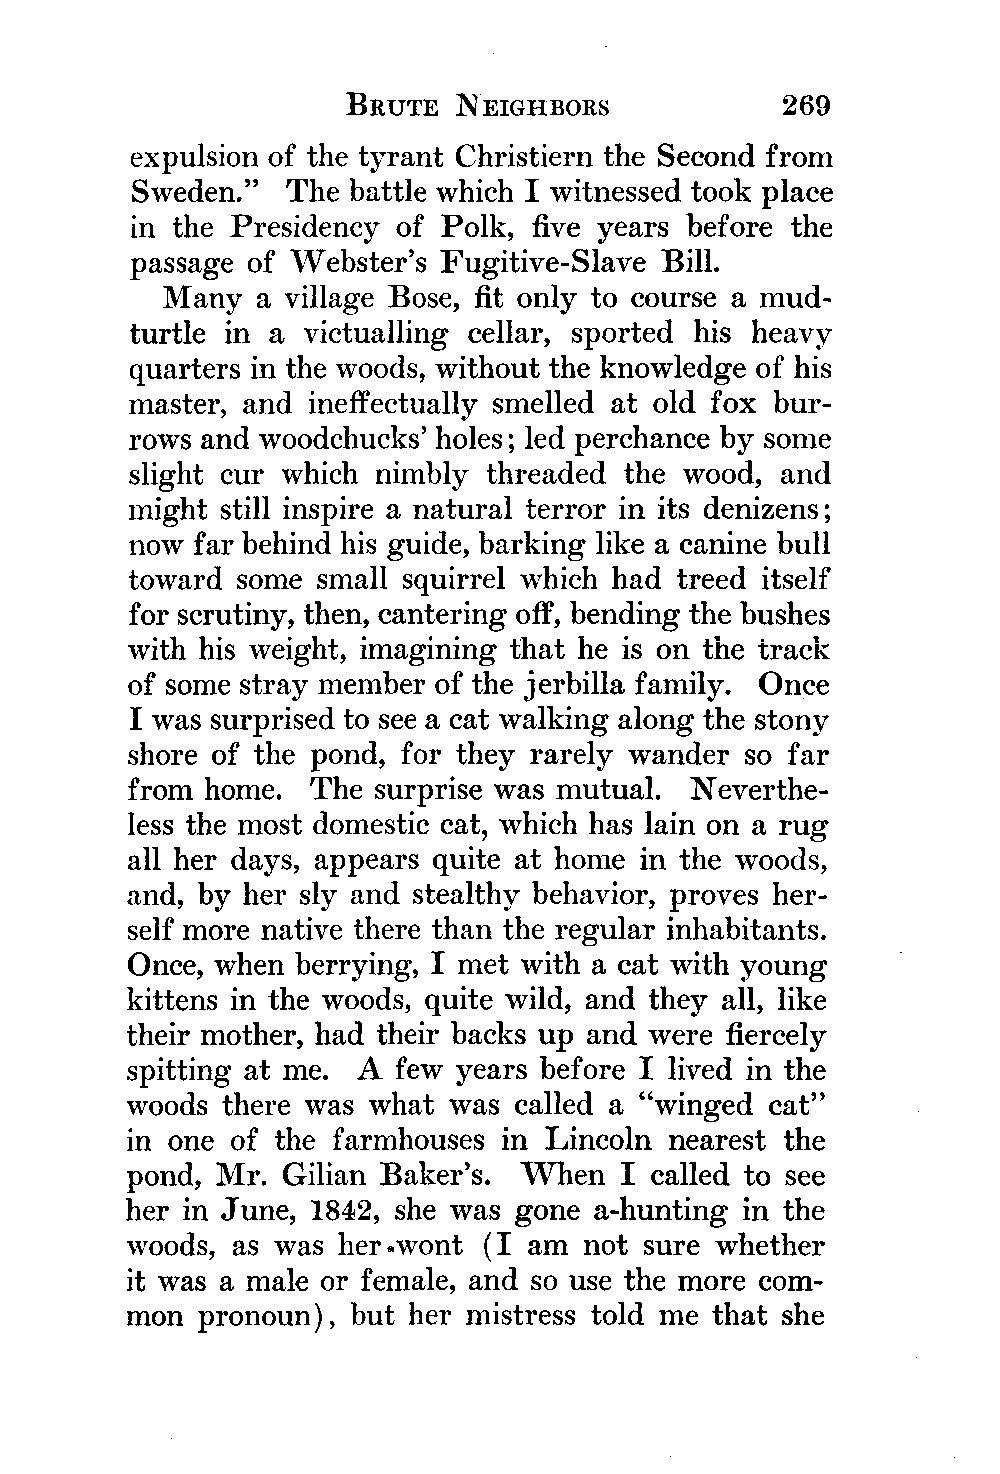 BRUTE NEIGHBORS 269
expulsion of the tyrant Christiern the Second from
Sweden." The battle which I witnessed took place
in the Presidency of Polk, five years before the
passage of Webster's Fugitive-Slave Bill.
Many a village Bose, fit only to course a mud-
turtle in a victualling cellar, sported his heavy
quarters in the woods, without the knowledge of his
master, and ineffectually smelled at old fox bur-
rows and woodchucks' holes; led perchance by some
slight cur which nimbly threaded the wood, and
might still inspire a natural terror in its denizens;
now far behind his guide, barking like a canine bull
toward some small squirrel which had treed itself
for scrutiny, then, cantering off, bending the bushes
with his weight, imagining that he is on the track
of some stray member of the jerbilla family. Once
I was surprised to see a cat walking along the stony
shore of the pond, for they rarely wander so far
from home. The surprise was mutual. Neverthe-
less the most domestic cat, which has lain on a rug
all her days, appears quite at home in the woods,
and, by her sly and stealthy behavior, proves her-
self more native there than the regular inhabitants.
Once, when berrying, I met with a cat with young
kittens in the woods, quite wild, and they all, like
their mother, had their backs up and were fiercely
spitting at me. A few years before I lived in the
woods there was what was called a "winged cat"
in one of the farmhouses in Lincoln nearest the
pond, Mr. Gilian Baker's. When I called to see
her in June, 1842, she was gone a-hunting in the
woods, as was her wont (I am not sure whether
it was a male or female, and so use the more com-
mon pronoun), but her mistress told me that she